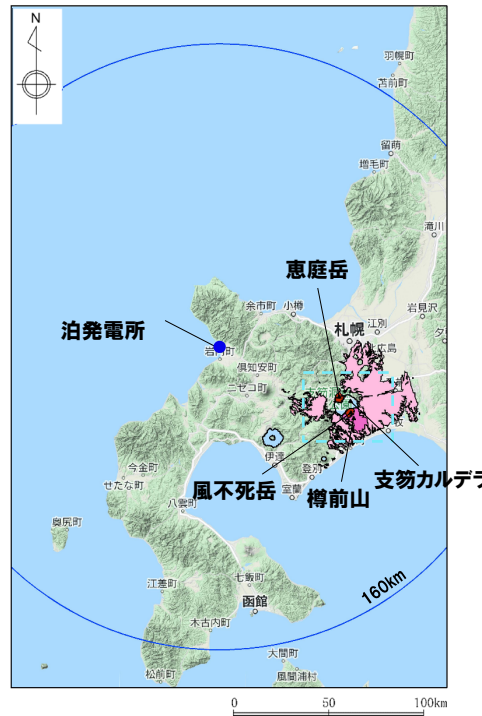 N
羽幌町
苫前町
留萌
増毛町
滝川
恵庭岳
余市町
小樽
岩見沢
札幌
江別
泊発電所
北広島
岩内町
倶知安町
ニセコ町
伊達
登別
支笏カルデラ
今金町
せたな町
風不死岳
室蘭
樽前山
八雲町
奥尻町
160km
江差町
七飯町
函館
木古内町
大間町
松前町
風間浦村
0 50 100km